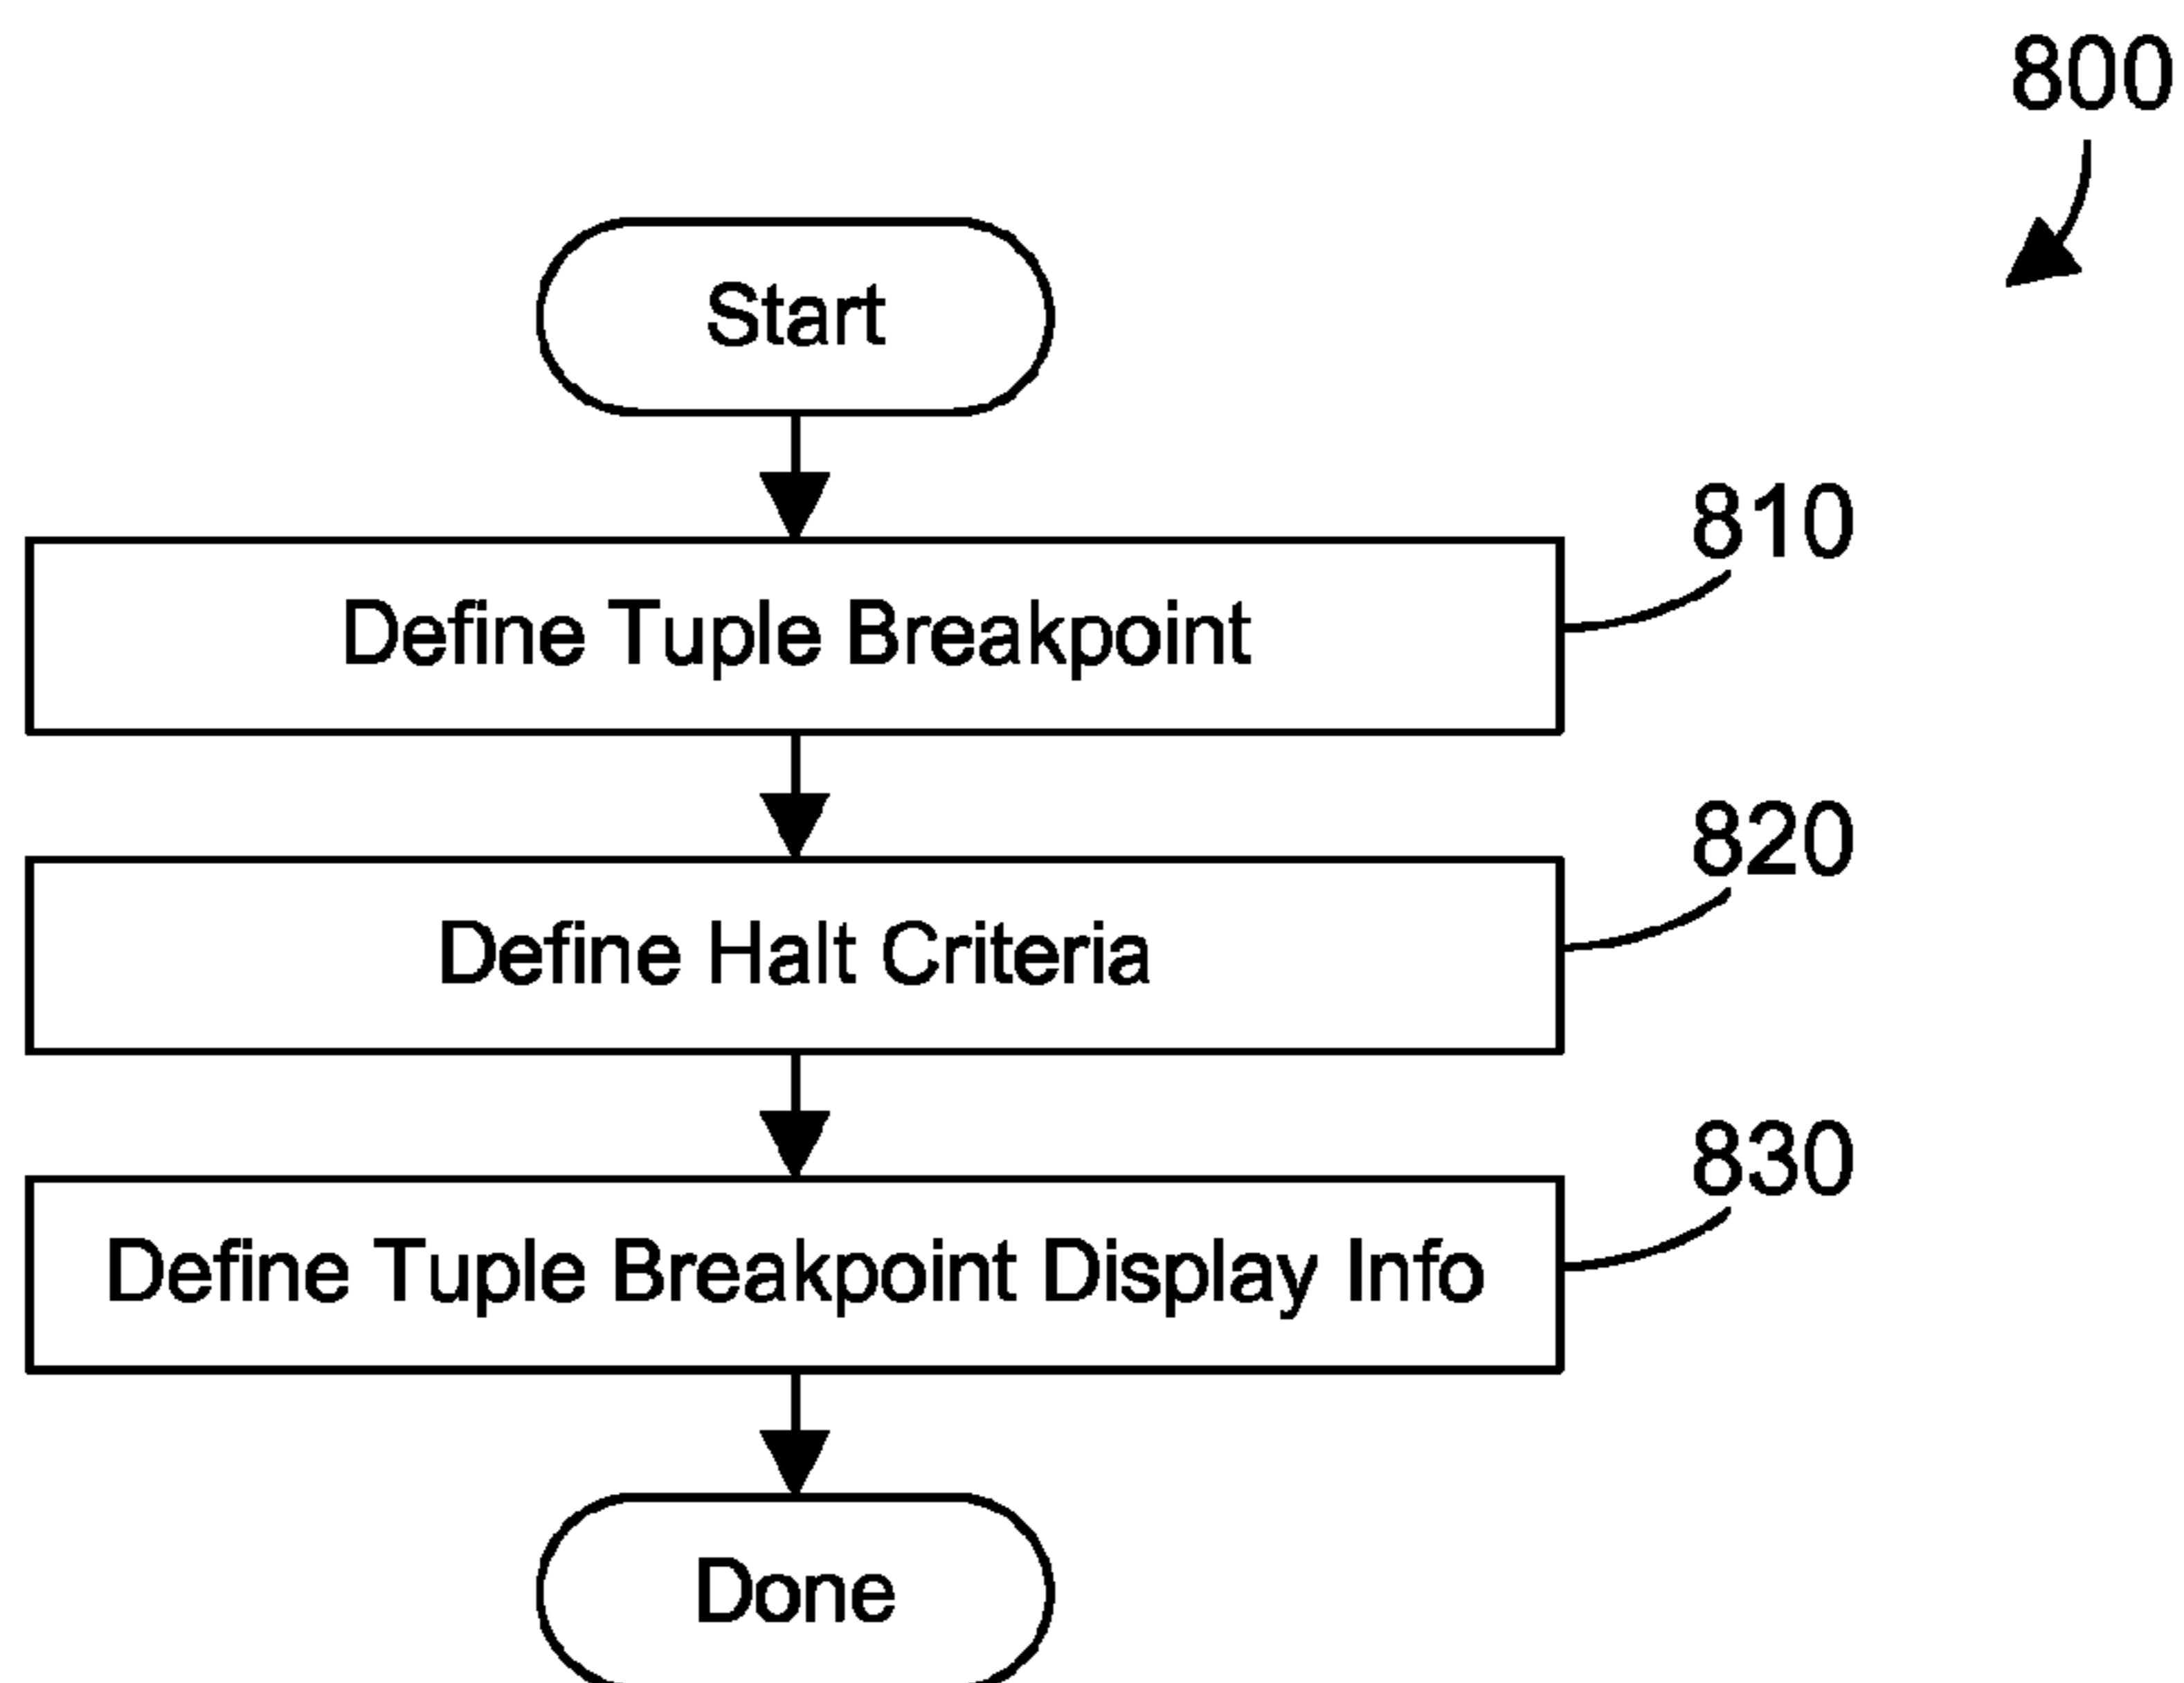 800
Start
810
Define Tuple Breakpoint
820
Define Halt Criteria
830
Define Tuple Breakpoint Display Info
Done